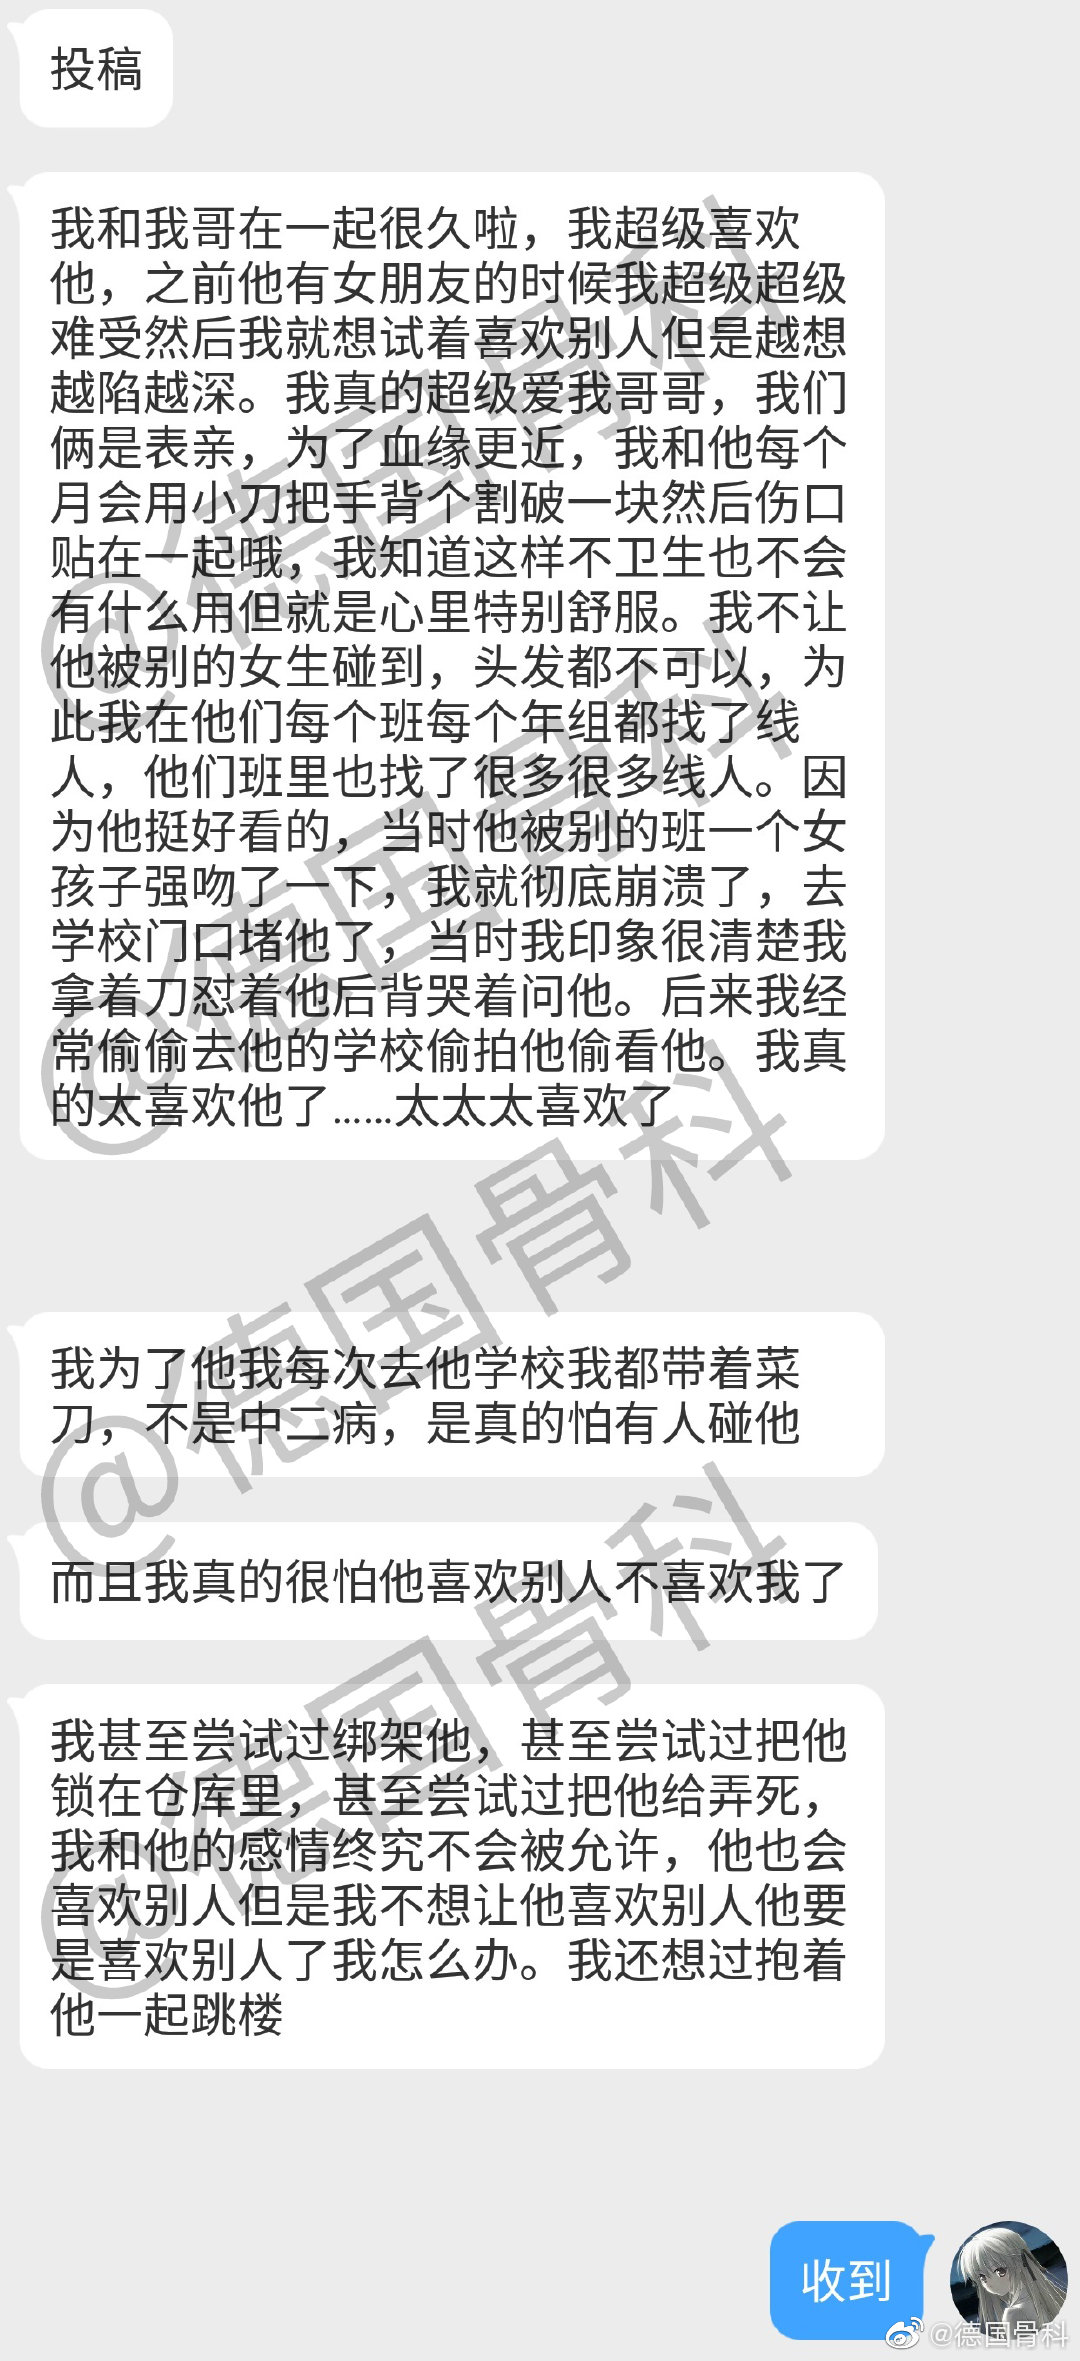 投稿
我和我哥在一起很久啦，我超级喜欢
他，之前他有女朋友的时候我超级超级
难受然后我就想试着喜欢别人但是越想
越陷越深。我真的超级爱我哥哥，我们
俩是表亲，为了血缘更近，我和他每个
月会用小刀把手背个割破一块然后伤口
贴在一起哦，我知道这样不卫生也不会
有什么用但就是心里特别舒服。我不让
他被别的女生碰到，头发都不可以，为
此我在他们每个班每个年组都找了线
人，他们班里也找了很多很多线人。因
为他挺好看的，当时他被别的班一个女
孩子强吻了一下，我就彻底崩溃了，去
学校门口堵他了，当时我印象很清楚我
拿着刀怼着他后背哭着问他。后来我经
常偷偷去他的学校偷拍他偷看他。我真
的太喜欢他了……太太太喜欢了
我为了他我每次去他学校我都带着菜
刀，不是中二病，是真的怕有人碰他
而且我真的很怕他喜欢别人不喜欢我了
我甚至尝试过绑架他，甚至尝试过把他
锁在仓库里，甚至尝试过把他给弄死，
我和他的感情终究不会被允许，他也会
喜欢别人但是我不想让他喜欢别人他要
是喜欢别人了我怎么办。我还想过抱着
他一起跳楼
收到
@德国骨科
@德国骨科
@德国骨科
@德国骨科
@德国骨科